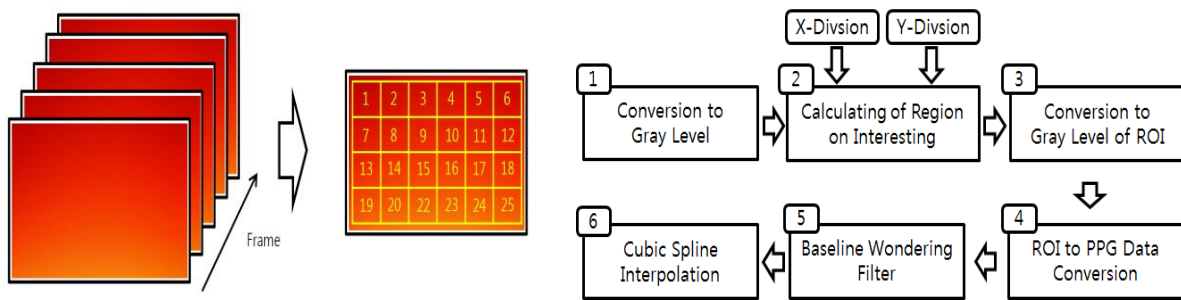 Frame
1 2 3 4 5 6
7 8 9 10 11 12
13 14 15 16 17 18
19 20 22 23 24 25
X-Divsion
Y-Divsion
1
Conversion to
Gray Level
2
Calculating of Region
on Interesting
3
Conversion to
Gray Level of ROI
4
ROI to PPG Data
Conversion
5
Baseline Wondering
Filter
6
Cubic Spline
Interpolation